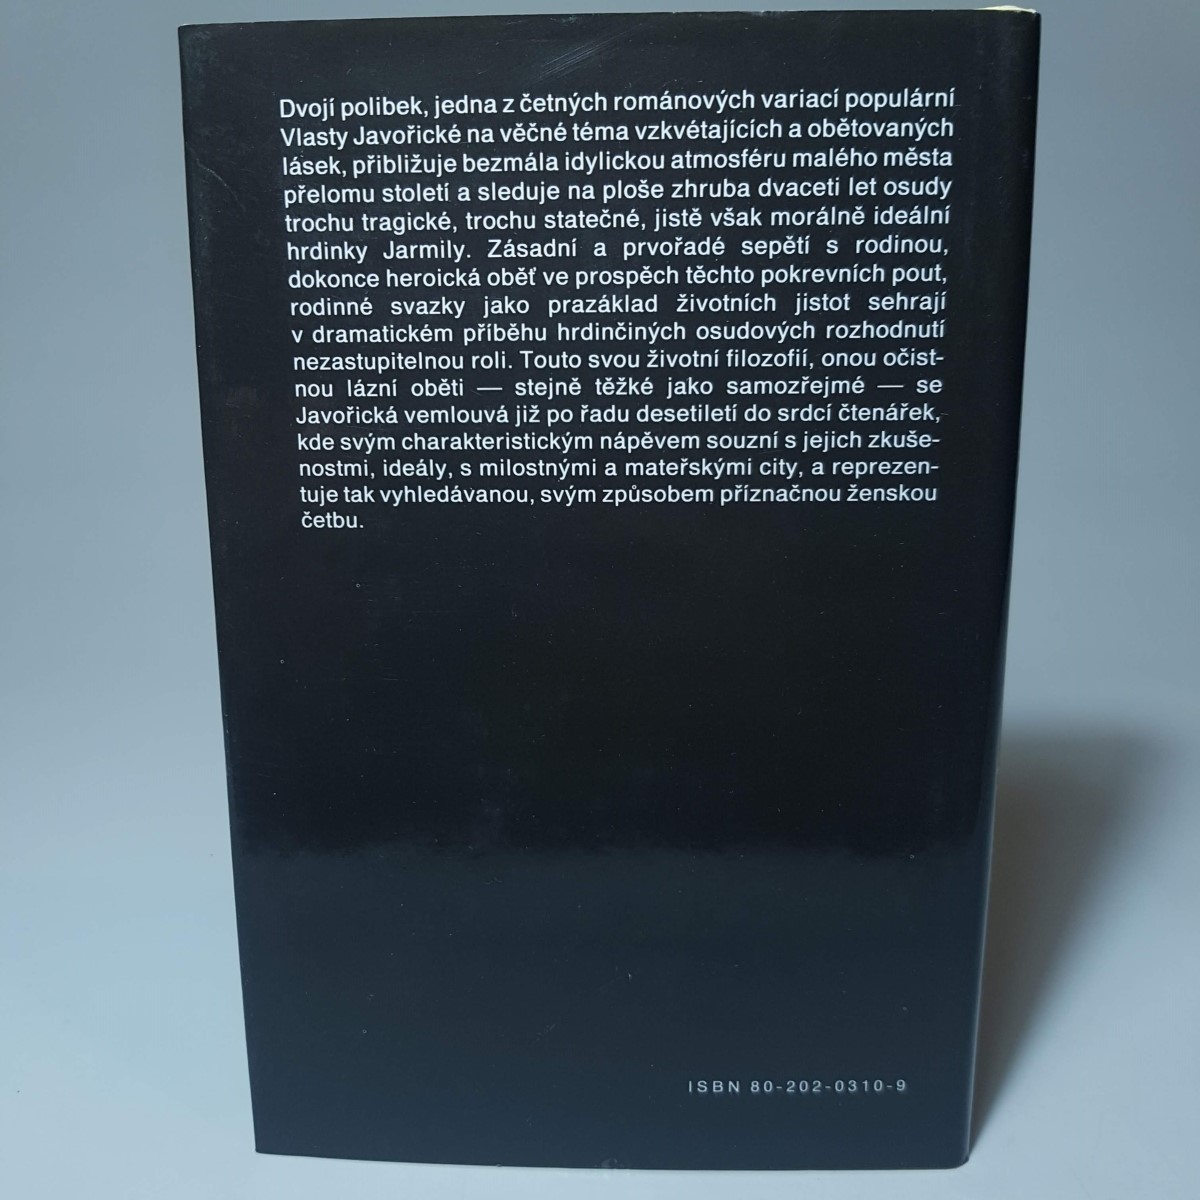 Dvojí polibek, jedna z četných románových variací populární
Vlasty Javořické na věčné téma vzkvétajících a obětovaných
lásek, přibližuje bezmála idylickou atmosféru malého města
přelomu století a sleduje na ploše zhruba dvaceti let osudy
trochu tragické, trochu statečné, jistě však morálně ideální
hrdinky Jarmily. Zásadní a prvořadé sepětí s rodinou,
dokonce heroická oběť ve prospěch těchto pokrevních pout,
rodinné svazky jako prazáklad životních jistot sehrají
v dramatickém příběhu hrdinčiných osudových rozhodnutí
nezastupitelnou roli. Touto svou životní filozofií, onou očist-
nou lázní oběti — stejně těžké jako samozřejmé — se
Javořická vemlouvá již po řadu desetiletí do srdcí čtenářek,
kde svým charakteristickým nápěvem souzní s jejich zkuše-
nostmi, ideály, s milostnými a mateřskými city, a reprezen-
tuje tak vyhledávanou, svým způsobem příznačnou ženskou
četbu.
ISBN 80-202-0310-9